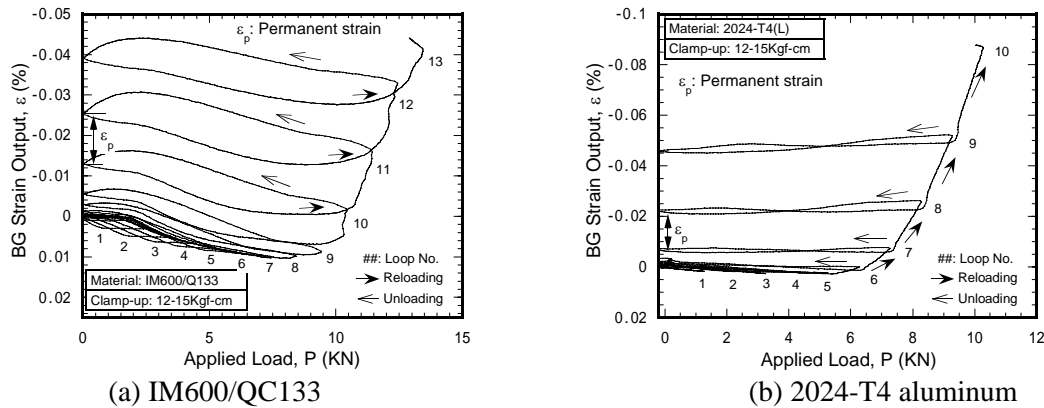 -0.05
-0.04
-0.03
-0.02
-0.01
0
0.01
0.02
BG Strain Output, ε (%)
εp: Permanent strain
εp
13
12
11
10
1 2 3 4 5 6 7 8 9
Material: IM600/Q133
Clamp-up: 12-15Kgf-cm
##: Loop No.
Reloading
Unloading
0 5 10 15
Applied Load, P (KN)
(a) IM600/QC133
-0.1
-0.08
-0.06
-0.04
-0.02
0
0.02
BG Strain Output, ε (%)
Material: 2024-T4(L)
Clamp-up: 12-15Kgf-cm
εp: Permanent strain
εp
10
9
8
7
1 2 3 4 5 6
##: Loop No.
Reloading
Unloading
0 2 4 6 8 10 12
Applied Load, P (KN)
(b) 2024-T4 aluminum